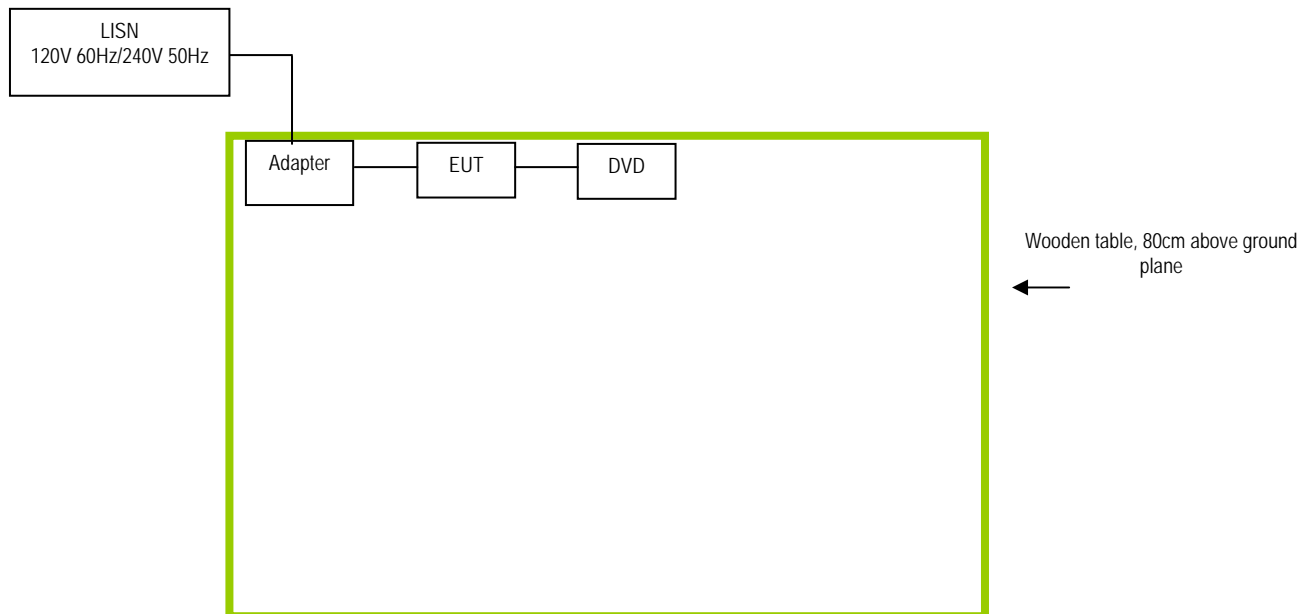 LISN
120V 60Hz/240V 50Hz
Adapter
EUT
DVD
Wooden table, 80cm above ground
plane